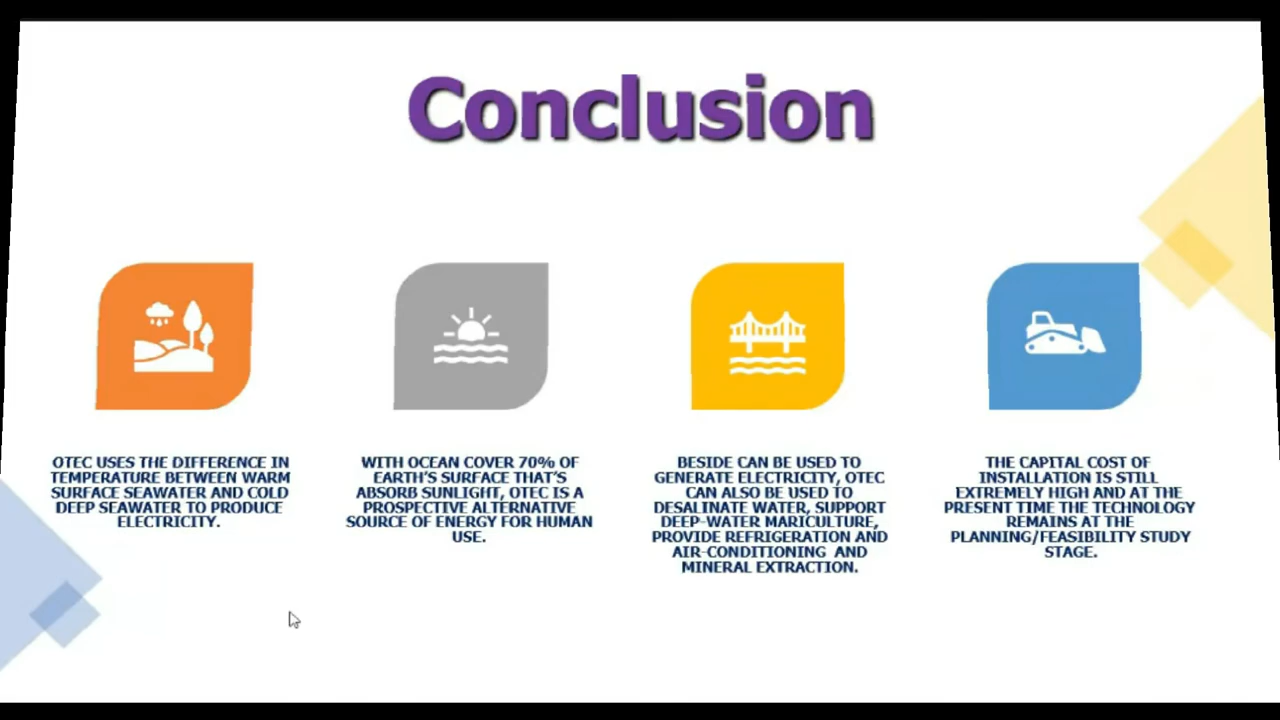 Conclusion
OTEC USES THE DIFFERENCE IN
TEMPERATURE BETWEEN WARM
SURFACE SEAWATER AND COLD
DEEP SEAWATER TO PRODUCE
ELECTRICITY.
WITH OCEAN COVER 70% OF
EARTH'S SURFACE THAT'S
ABSORB SUNLIGHT, OTEC IS A
PROSPECTIVE ALTERNATIVE
SOURCE OF ENERGY FOR HUMAN
USE.
BESIDE CAN BE USED TO
GENERATE ELECTRICITY, OTEC
CAN ALSO BE USED TO
DESALINATE WATER, SUPPORT
DEEP-WATER MARICULTURE,
PROVIDE REFRIGERATION AND
AIR-CONDITIONING AND
MINERAL EXTRACTION.
THE CAPITAL COST OF
INSTALLATION IS STILL
EXTREMELY HIGH AND AT THE
PRESENT TIME THE TECHNOLOGY
REMAINS AT THE
PLANNING/FEASIBILITY STUDY
STAGE.